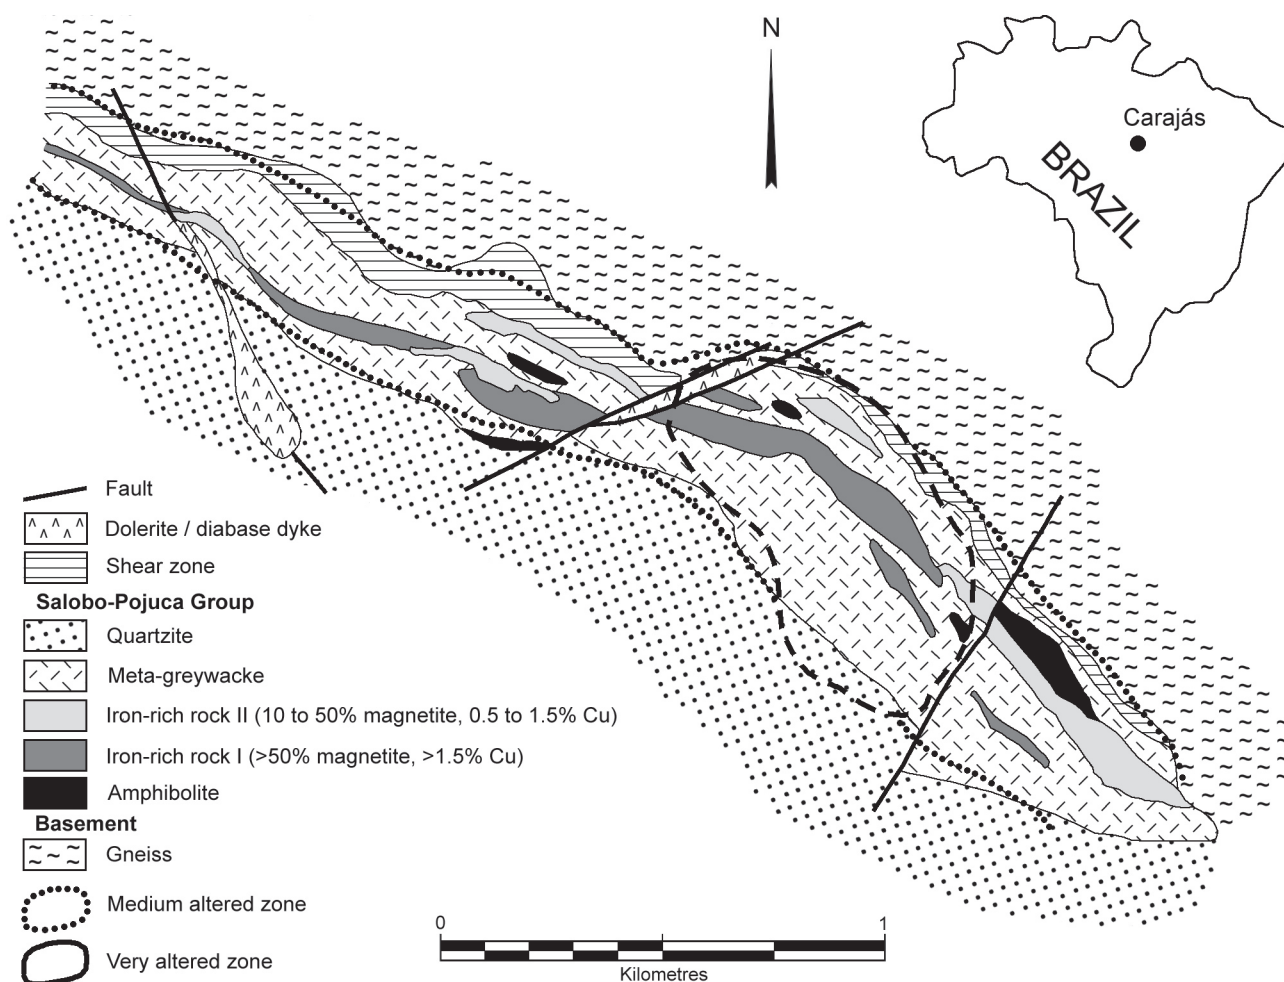 N
Carajás
BRAZIL
Fault
Dolerite / diabase dyke
Shear zone
Salobo-Pojuca Group
Quartzite
Meta-greywacke
Iron-rich rock II (10 to 50% magnetite, 0.5 to 1.5% Cu)
Iron-rich rock I (>50% magnetite, >1.5% Cu)
Amphibolite
Basement
Gneiss
Medium altered zone
Very altered zone
0 1
Kilometres